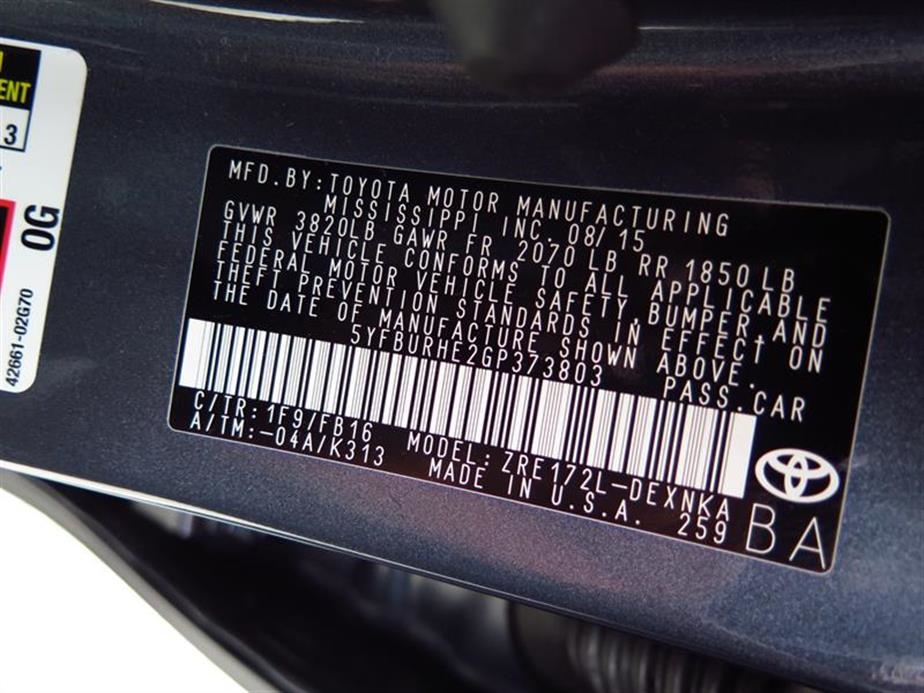 ENT
3
OG
42661-02G70
MFD.BY:TOYOTA MOTOR MANUFACTURING
MISSISSIPPI INC. 08/15
GVWR 3820LB GAWR FR 2070 LB RR 1850 LB
THIS VEHICLE CONFORMS TO ALL APPLICABLE
FEDERAL MOTOR VEHICLE SAFETY,BUMPER,AND
THEFT PREVENTION STANDARDS IN EFFECT ON
THE DATE OF MANUFACTURE SHOWN ABOVE.
5YFBURHE2GP373803 PASS.CAR
C/TR:1F9/FB16
A/TM:-04A/K313 MODEL:ZRE172L-DEXNKA
MADE IN U.S.A. 259
BA